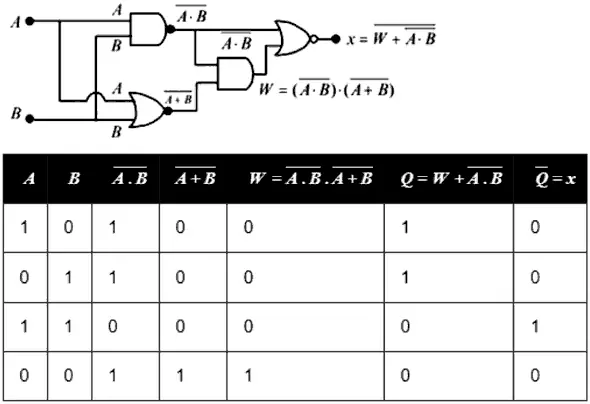 A A A̅ ̅·̅ ̅B̅
B A̅ ̅·̅ ̅B̅ x = W̅ ̅+̅ ̅A̅̅ ̅·̅ ̅B̅̅
A A̅ ̅+̅ ̅B̅ W = (A̅ ̅·̅ ̅B̅)·(A̅ ̅+̅ ̅B̅)
B B
A B A̅ ̅.̅ ̅B̅ A̅ ̅+̅ ̅B̅ W = A̅ ̅.̅ ̅B̅ . A̅ ̅+̅ ̅B̅ Q = W + A̅ ̅.̅ ̅B̅ Q̅ = x
1 0 1 0 0 1 0
0 1 1 0 0 1 0
1 1 0 0 0 0 1
0 0 1 1 1 0 0